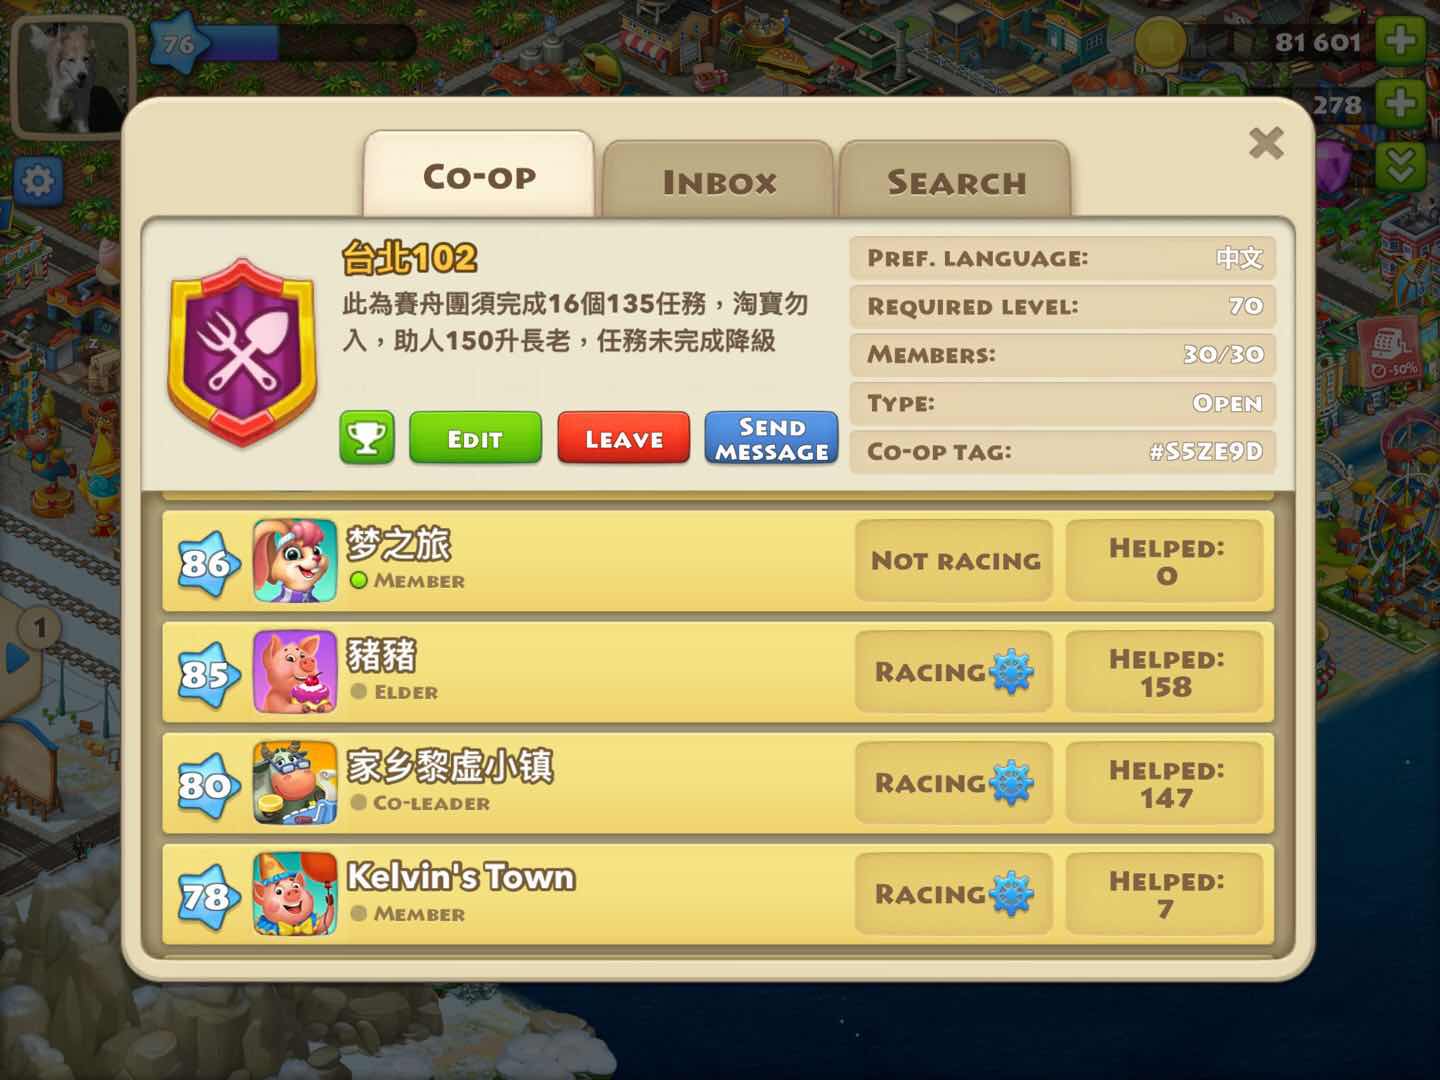 76
81 601
278
Co-op
Inbox
Search
台北102
此為賽舟團須完成16個135任務，淘寶勿
入，助人150升長老，任務未完成降級
Edit
Leave
Send
message
Pref. language:
中文
Required level:
70
Members:
30/30
Type:
Open
Co-op tag:
#S5ZE9D
-50%
1
86
梦之旅
Member
Not racing
Helped:
0
85
豬豬
Elder
Racing
Helped:
158
80
家乡黎虚小镇
Co-leader
Racing
Helped:
147
78
Kelvin's Town
Member
Racing
Helped:
7